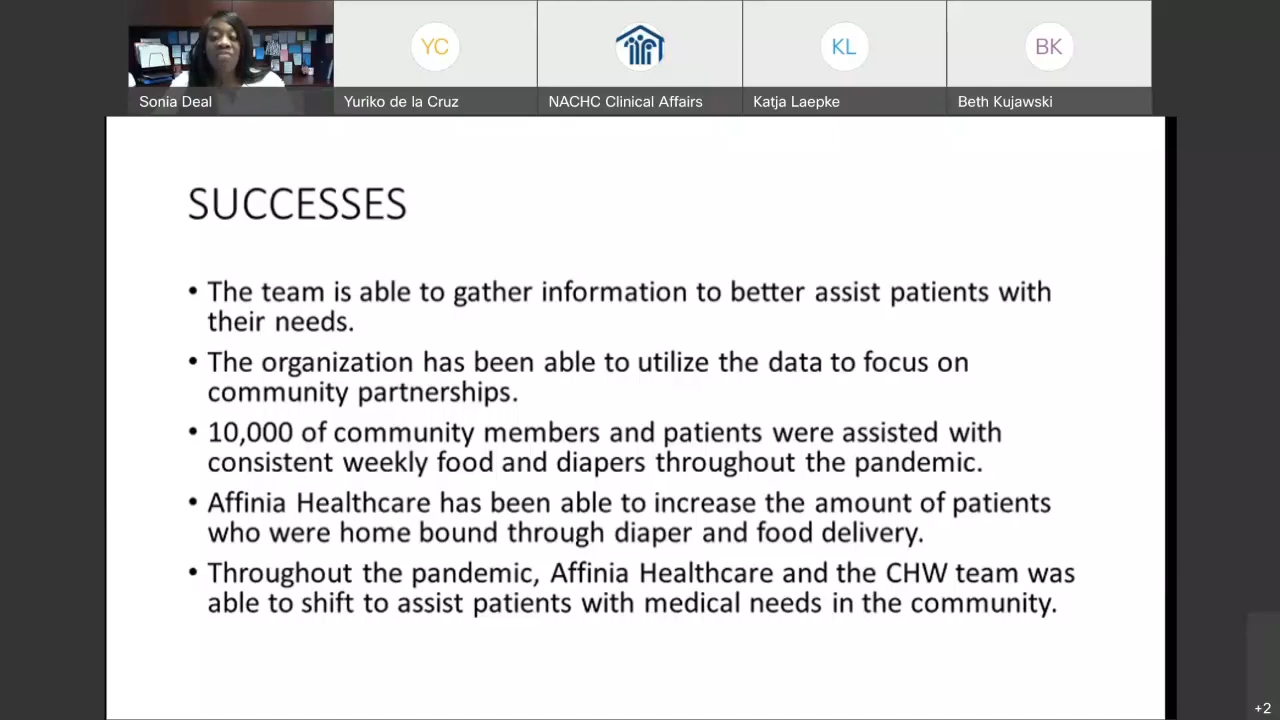 YC
KL
BK
Sonia Deal
Yuriko de la Cruz
NACHC Clinical Affairs
Katja Laepke
Beth Kujawski
SUCCESSES
• The team is able to gather information to better assist patients with
their needs.
• The organization has been able to utilize the data to focus on
community partnerships.
• 10,000 of community members and patients were assisted with
consistent weekly food and diapers throughout the pandemic.
• Affinia Healthcare has been able to increase the amount of patients
who were home bound through diaper and food delivery.
• Throughout the pandemic, Affinia Healthcare and the CHW team was
able to shift to assist patients with medical needs in the community.
+2